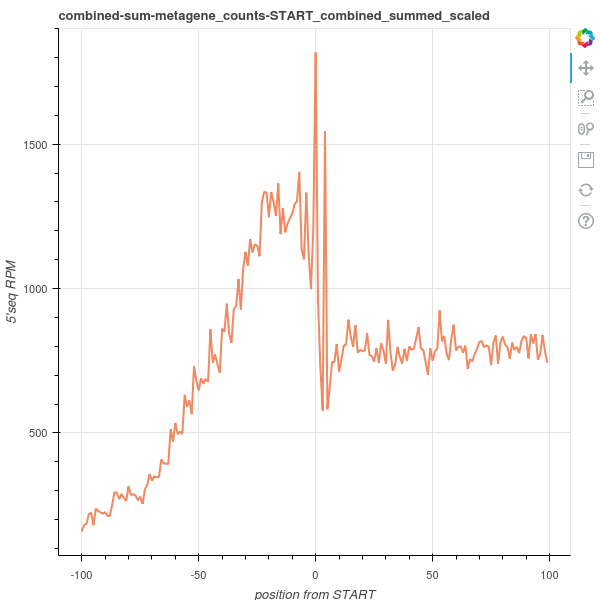 combined-sum-metagene_counts-START_combined_summed_scaled
1500
1000
500
5'seq RPM
-100 -50 0 50 100
position from START